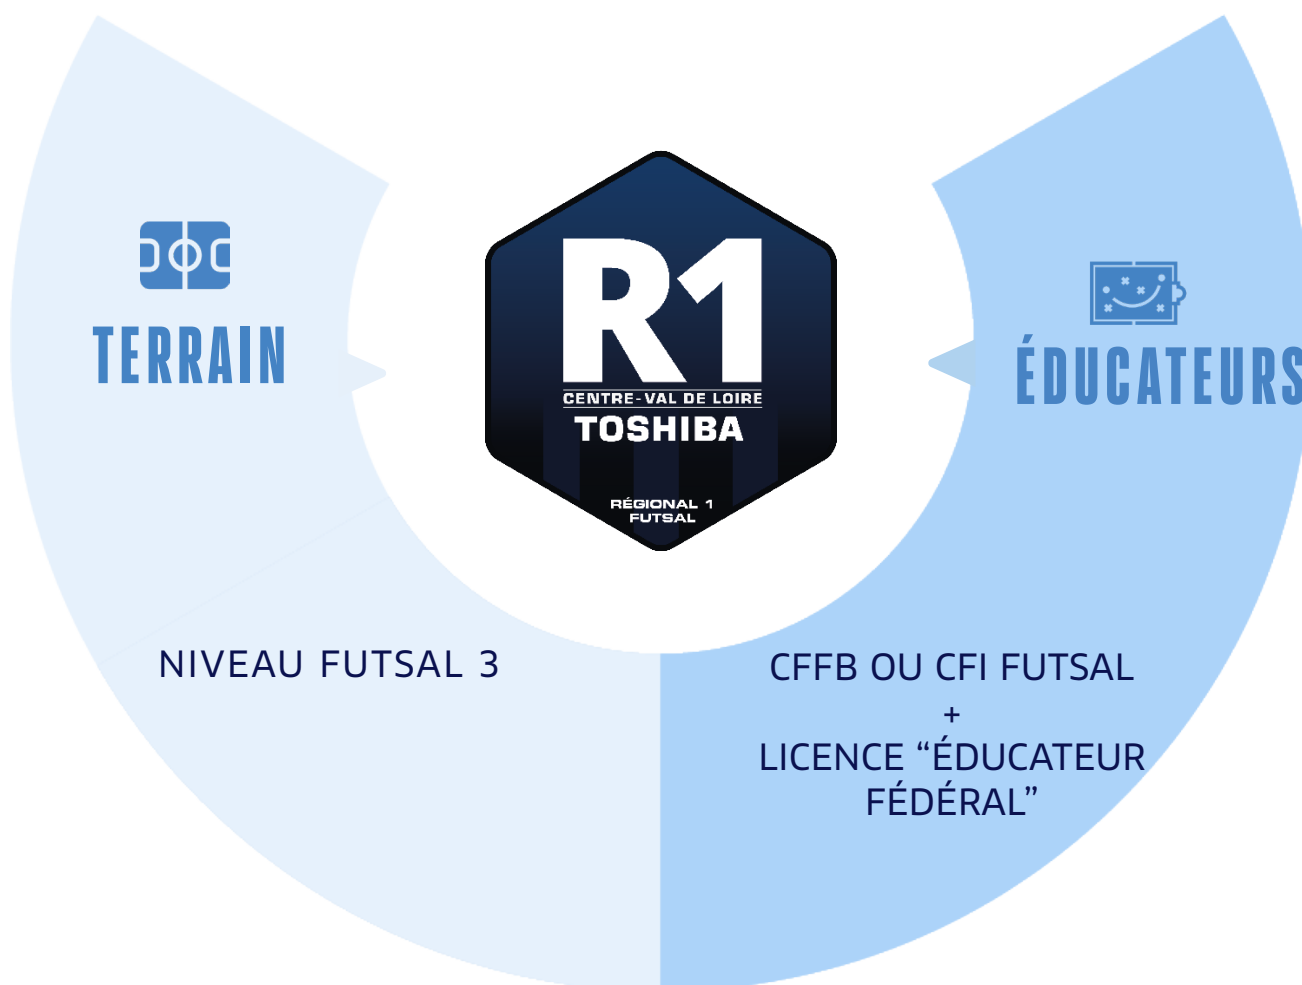 R1
CENTRE-VAL DE LOIRE
TOSHIBA
RÉGIONAL 1
FUTSAL
TERRAIN
NIVEAU FUTSAL 3
ÉDUCATEURS
CFFB OU CFI FUTSAL
+
LICENCE “ÉDUCATEUR
FÉDÉRAL”